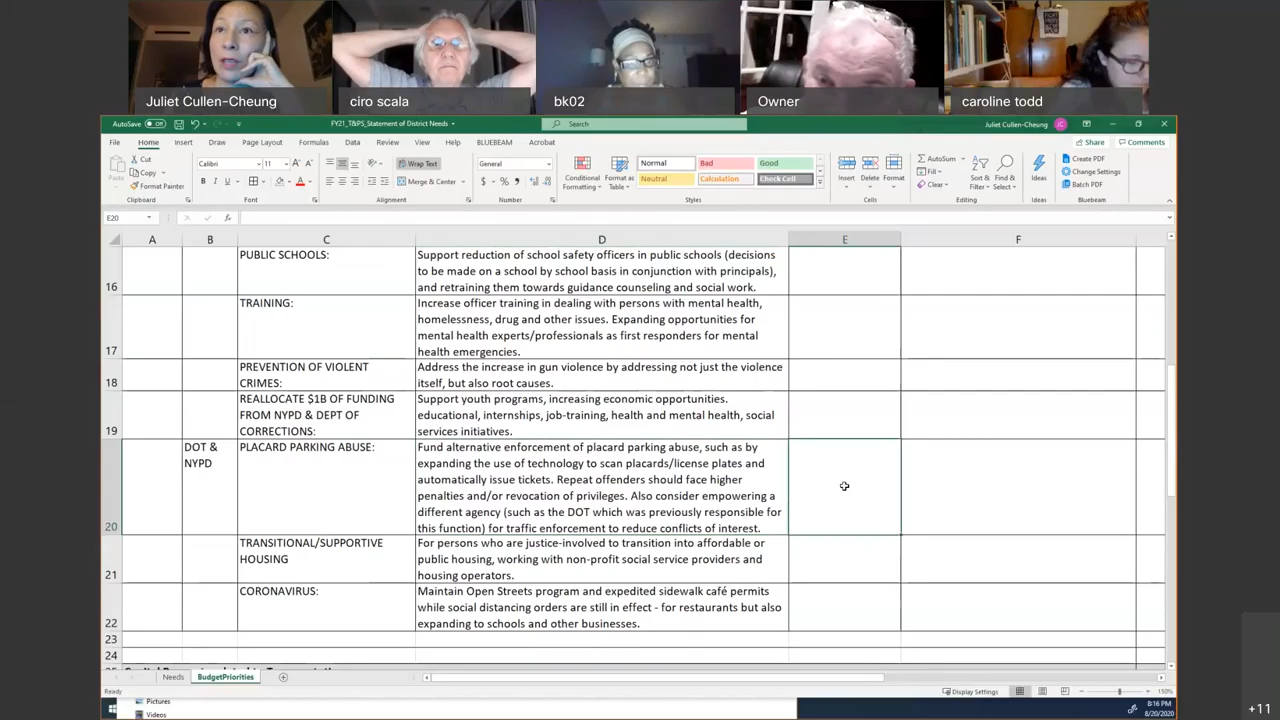 Juliet Cullen-Cheung
ciro scala
bk02
Owner
caroline todd
AutoSave Off
FY21_T&PS_Statement of District Needs
Search
Juliet Cullen-Cheung JC
File Home Insert Draw Page Layout Formulas Data Review View Help BLUEBEAM Acrobat
Share Comments
Paste
Cut
Copy
Format Painter
Clipboard
Calibri 11
B I U
Font
Wrap Text
Merge & Center
Alignment
General
$ % 9
Number
Conditional Formatting
Format as Table
Normal Bad Good
Neutral Calculation Check Cell
Styles
Insert Delete Format
Cells
AutoSum
Fill
Clear
Sort & Filter
Find & Select
Editing
Ideas
Ideas
Create PDF
Change Settings
Batch PDF
Bluebeam
E20
fx
A B C D E F
16
PUBLIC SCHOOLS:
Support reduction of school safety officers in public schools (decisions
to be made on a school by school basis in conjunction with principals),
and retraining them towards guidance counseling and social work.
17
TRAINING:
Increase officer training in dealing with persons with mental health,
homelessness, drug and other issues. Expanding opportunities for
mental health experts/professionals as first responders for mental
health emergencies.
18
PREVENTION OF VIOLENT
CRIMES:
Address the increase in gun violence by addressing not just the violence
itself, but also root causes.
19
REALLOCATE $1B OF FUNDING
FROM NYPD & DEPT OF
CORRECTIONS:
Support youth programs, increasing economic opportunities.
educational, internships, job-training, health and mental health, social
services initiatives.
20
DOT &
NYPD
PLACARD PARKING ABUSE:
Fund alternative enforcement of placard parking abuse, such as by
expanding the use of technology to scan placards/license plates and
automatically issue tickets. Repeat offenders should face higher
penalties and/or revocation of privileges. Also consider empowering a
different agency (such as the DOT which was previously responsible for
this function) for traffic enforcement to reduce conflicts of interest.
21
TRANSITIONAL/SUPPORTIVE
HOUSING
For persons who are justice-involved to transition into affordable or
public housing, working with non-profit social service providers and
housing operators.
22
CORONAVIRUS:
Maintain Open Streets program and expedited sidewalk café permits
while social distancing orders are still in effect - for restaurants but also
expanding to schools and other businesses.
23
24
Needs BudgetPriorities
Ready
Display Settings
150%
Pictures
Videos
8:16 PM
8/20/2020
+11